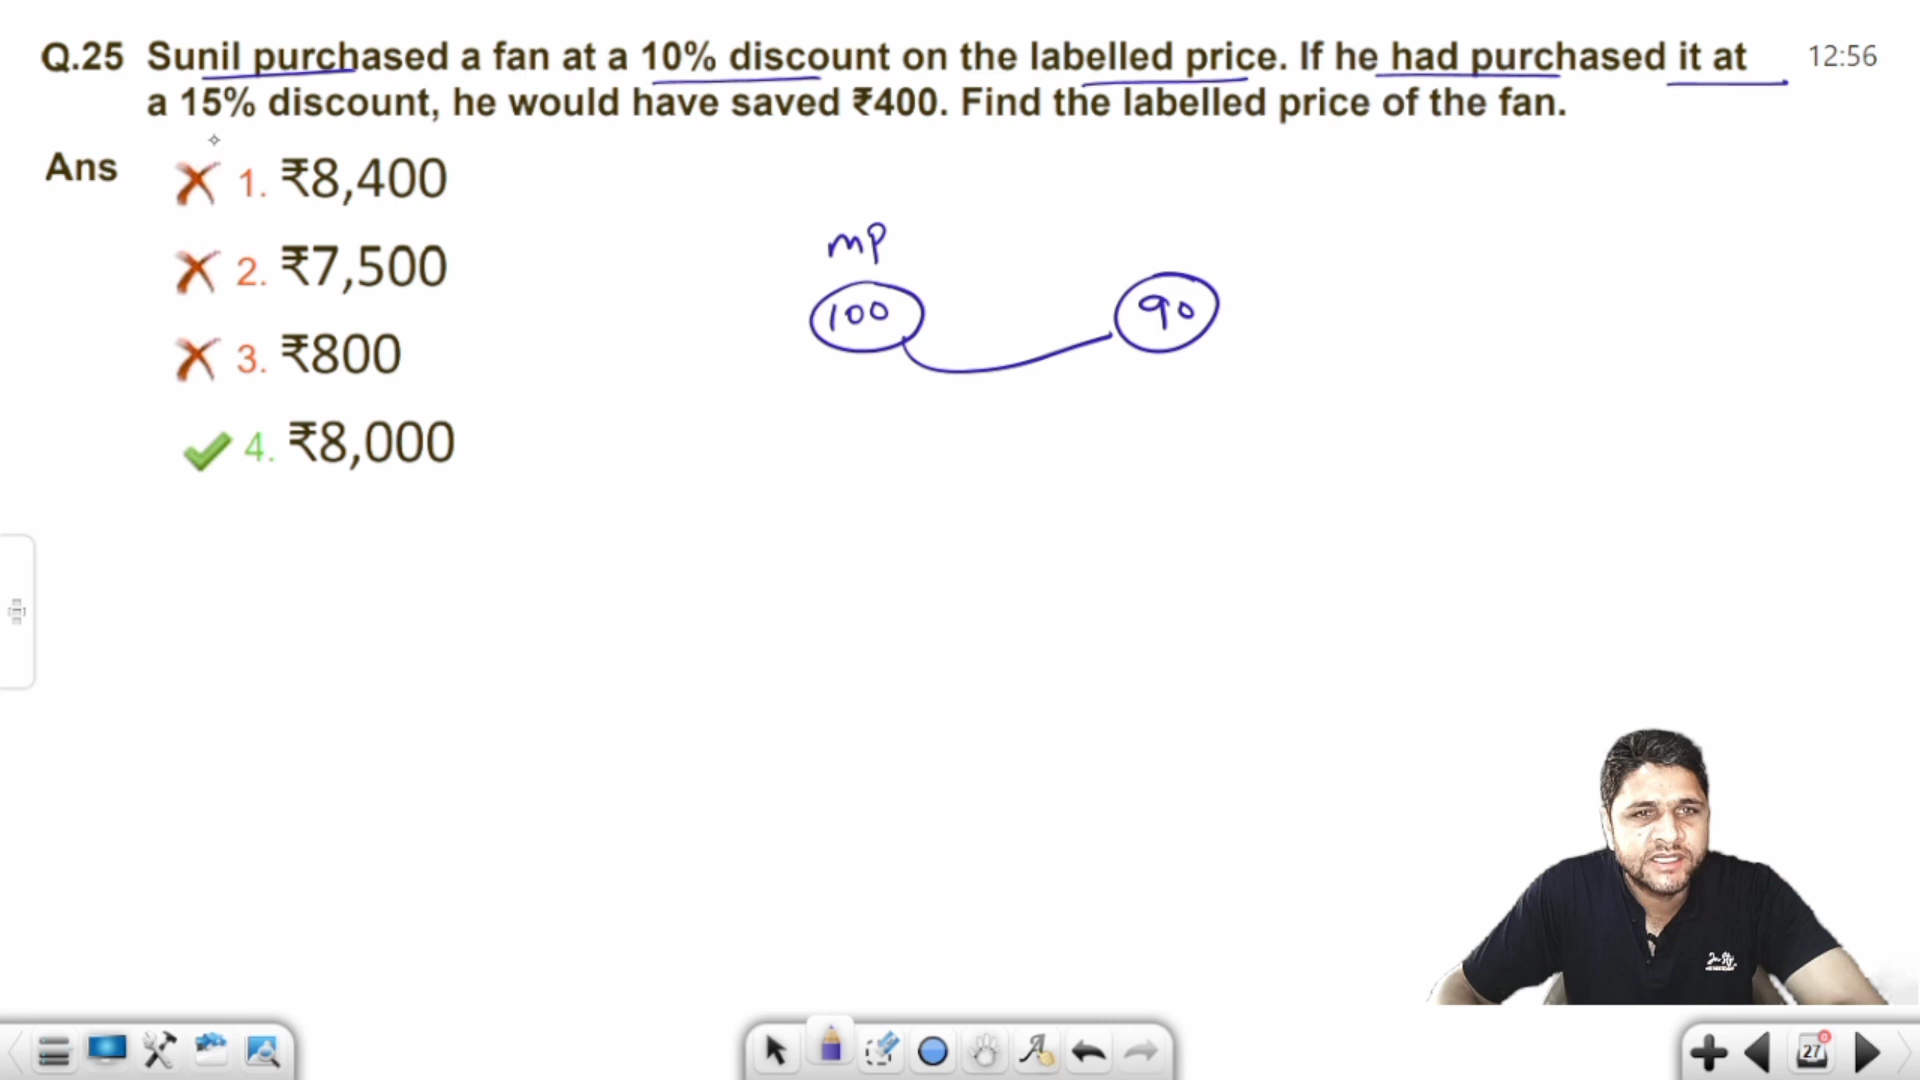 Q.25 Sunil purchased a fan at a 10% discount on the labelled price. If he had purchased it at 12:56
a 15% discount, he would have saved ₹400. Find the labelled price of the fan.
Ans
1. ₹8,400
2. ₹7,500
3. ₹800
4. ₹8,000
mp
100 90
27